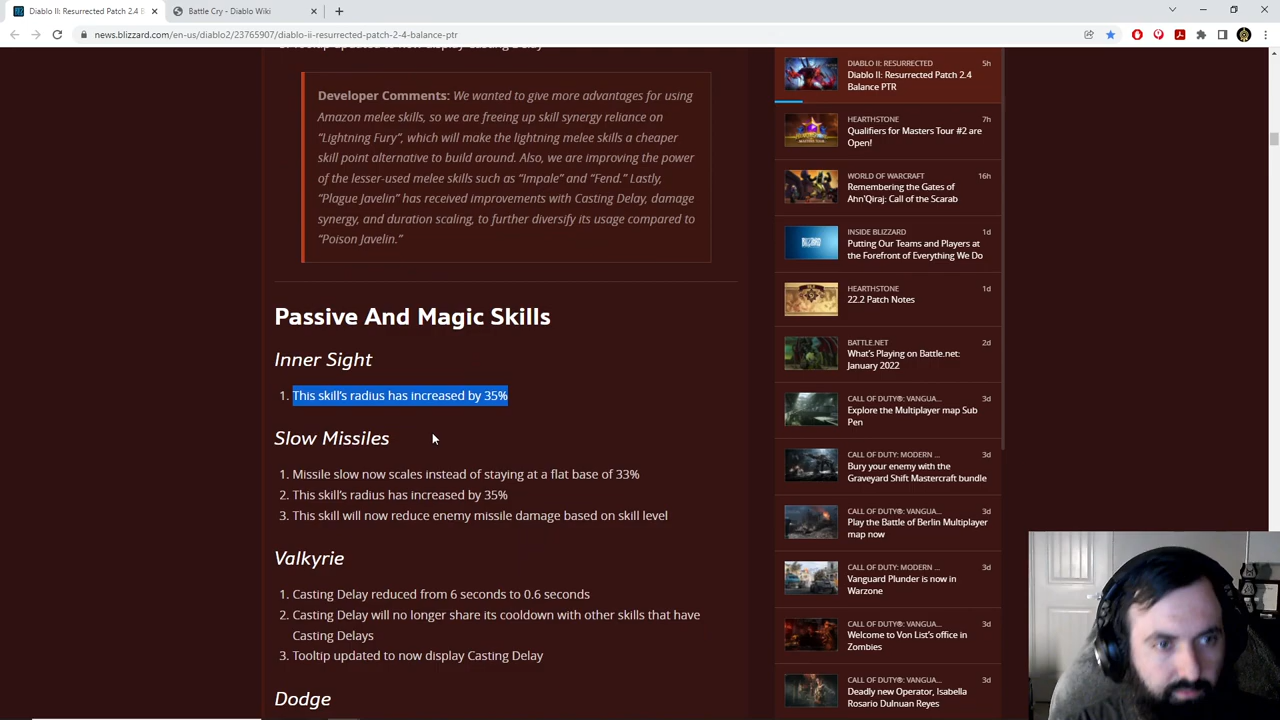 Diablo II: Resurrected Patch 2.4 B
Battle Cry - Diablo Wiki
news.blizzard.com/en-us/diablo2/23765907/diablo-ii-resurrected-patch-2-4-balance-ptr
Developer Comments: We wanted to give more advantages for using
Amazon melee skills, so we are freeing up skill synergy reliance on
“Lightning Fury”, which will make the lightning melee skills a cheaper
skill point alternative to build around. Also, we are improving the power
of the lesser-used melee skills such as “Impale” and “Fend.” Lastly,
“Plague Javelin” has received improvements with Casting Delay, damage
synergy, and duration scaling, to further diversify its usage compared to
“Poison Javelin.”
Passive And Magic Skills
Inner Sight
1. This skill's radius has increased by 35%
Slow Missiles
1. Missile slow now scales instead of staying at a flat base of 33%
2. This skill's radius has increased by 35%
3. This skill will now reduce enemy missile damage based on skill level
Valkyrie
1. Casting Delay reduced from 6 seconds to 0.6 seconds
2. Casting Delay will no longer share its cooldown with other skills that have
Casting Delays
3. Tooltip updated to now display Casting Delay
Dodge
DIABLO II: RESURRECTED 5h
Diablo II: Resurrected Patch 2.4
Balance PTR
HEARTHSTONE 7h
Qualifiers for Masters Tour #2 are
Open!
WORLD OF WARCRAFT 16h
Remembering the Gates of
Ahn'Qiraj: Call of the Scarab
INSIDE BLIZZARD 1d
Putting Our Teams and Players at
the Forefront of Everything We Do
HEARTHSTONE 1d
22.2 Patch Notes
BATTLE.NET 2d
What's Playing on Battle.net:
January 2022
CALL OF DUTY: VANGUA... 3d
Explore the Multiplayer map Sub
Pen
CALL OF DUTY: MODERN ... 3d
Bury your enemy with the
Graveyard Shift Mastercraft bundle
CALL OF DUTY®: VANGUA... 3d
Play the Battle of Berlin Multiplayer
map now
CALL OF DUTY: MODERN ... 3d
Vanguard Plunder is now in
Warzone
CALL OF DUTY®: VANGUA... 3d
Welcome to Von List's office in
Zombies
CALL OF DUTY®: VANGUA... 3d
Deadly new Operator, Isabella
Rosario Dulnuan Reyes